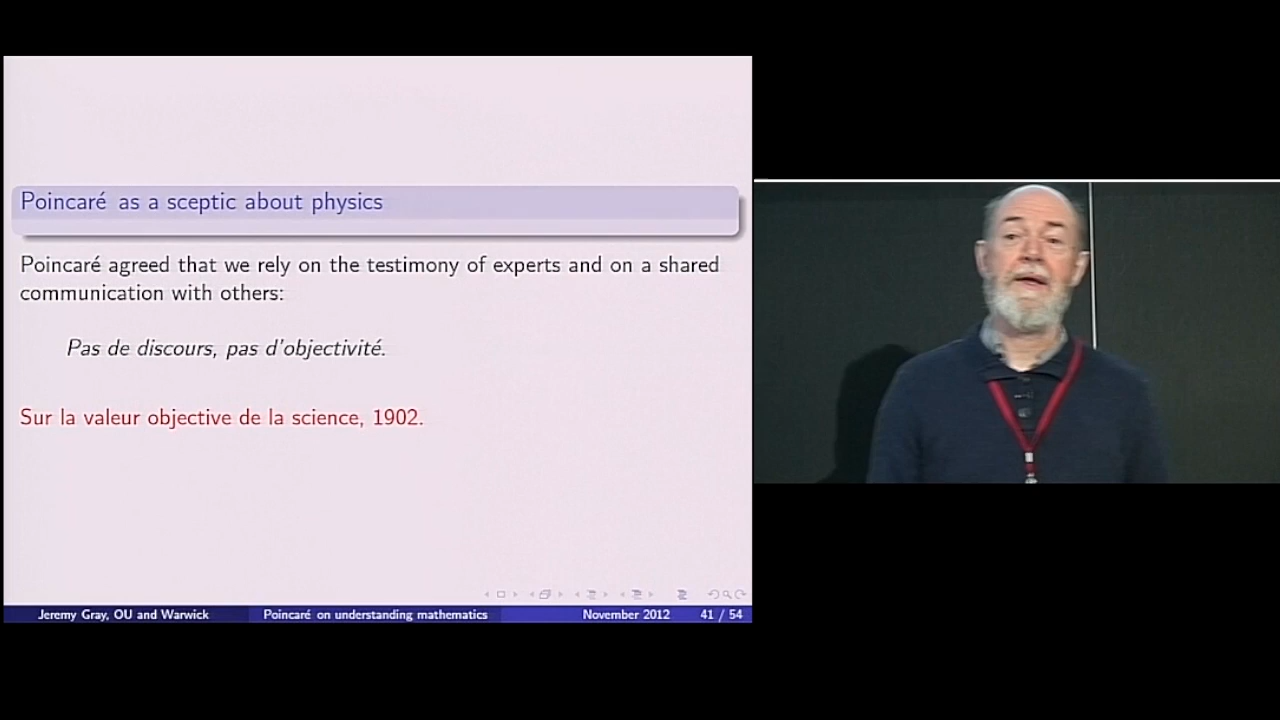 Poincaré as a sceptic about physics
Poincaré agreed that we rely on the testimony of experts and on a shared
communication with others:
Pas de discours, pas d'objectivité.
Sur la valeur objective de la science, 1902.
Jeremy Gray, OU and Warwick Poincaré on understanding mathematics November 2012 41 / 54